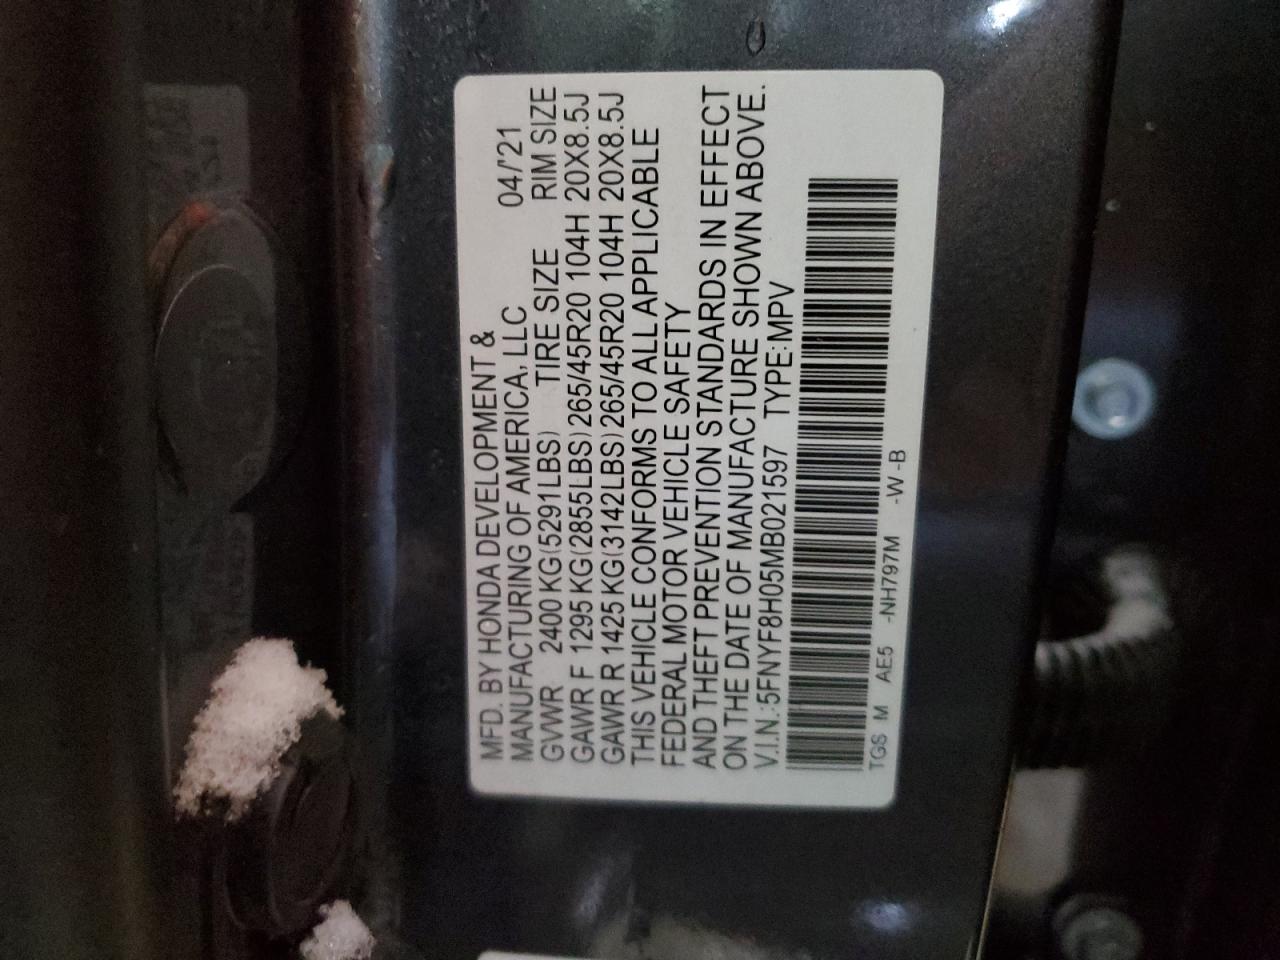 MFD. BY HONDA DEVELOPMENT &
MANUFACTURING OF AMERICA, LLC 04/'21
GVWR 2400 KG(5291LBS) TIRE SIZE RIM SIZE
GAWR F 1295 KG(2855LBS)265/45R20 104H 20X8.5J
GAWR R 1425 KG(3142LBS)265/45R20 104H 20X8.5J
THIS VEHICLE CONFORMS TO ALL APPLICABLE
FEDERAL MOTOR VEHICLE SAFETY
AND THEFT PREVENTION STANDARDS IN EFFECT
ON THE DATE OF MANUFACTURE SHOWN ABOVE.
V.I.N.:5FNYF8H05MB021597 TYPE:MPV
TGS M AE5 -NH797M -W -B